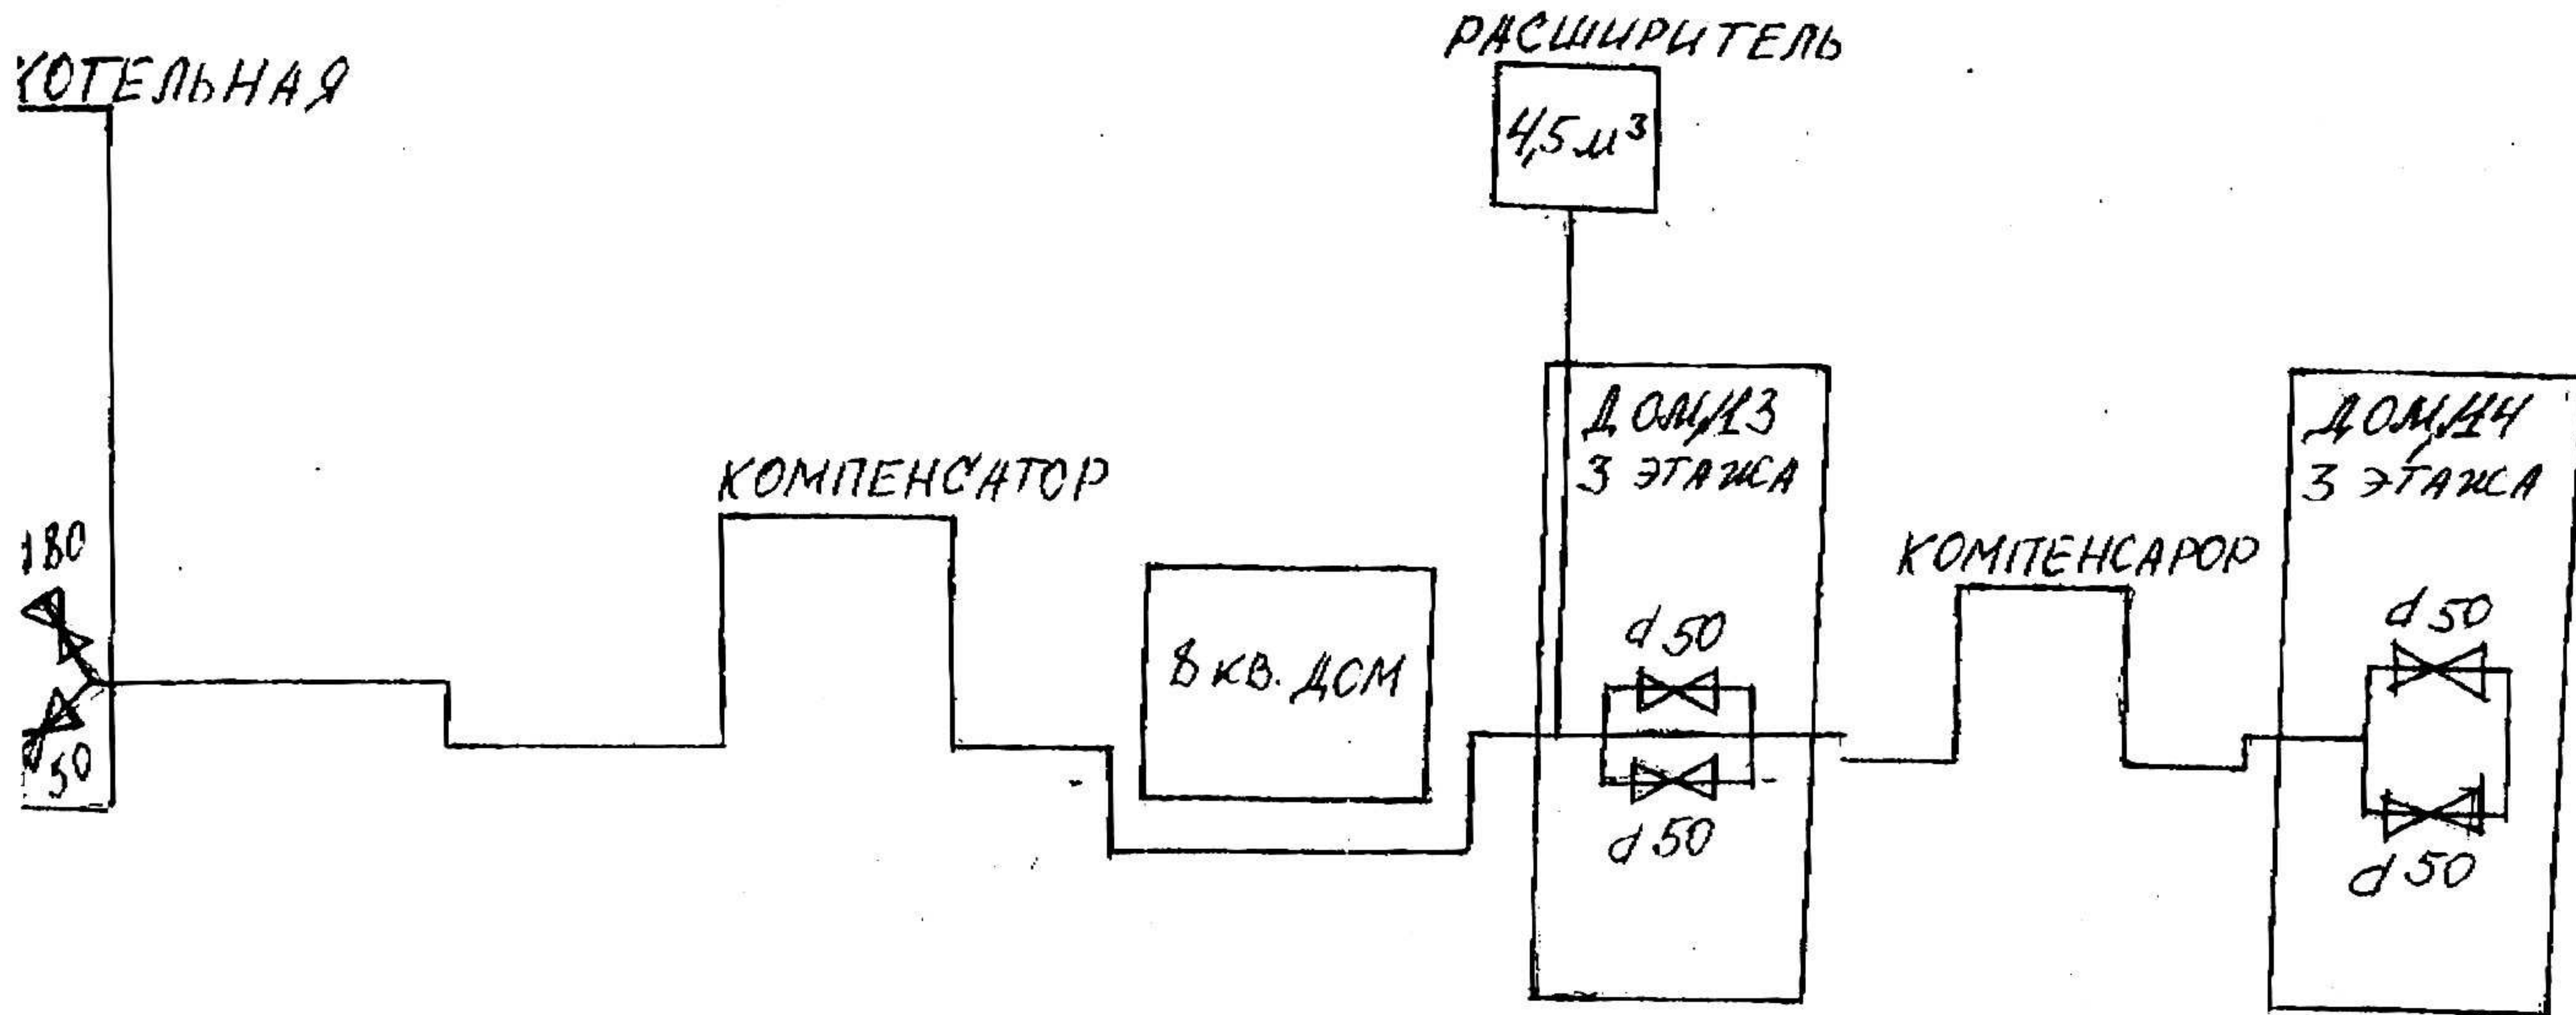 КОТЕЛЬНАЯ
РАСШИРИТЕЛЬ
4,5 м³
КОМПЕНСАТОР
ДОМ 13
3 ЭТАЖА
ДОМ 14
3 ЭТАЖА
КОМПЕНСАРОР
180
50
8 КВ. ДОМ
d 50
d 50
d 50
d 50